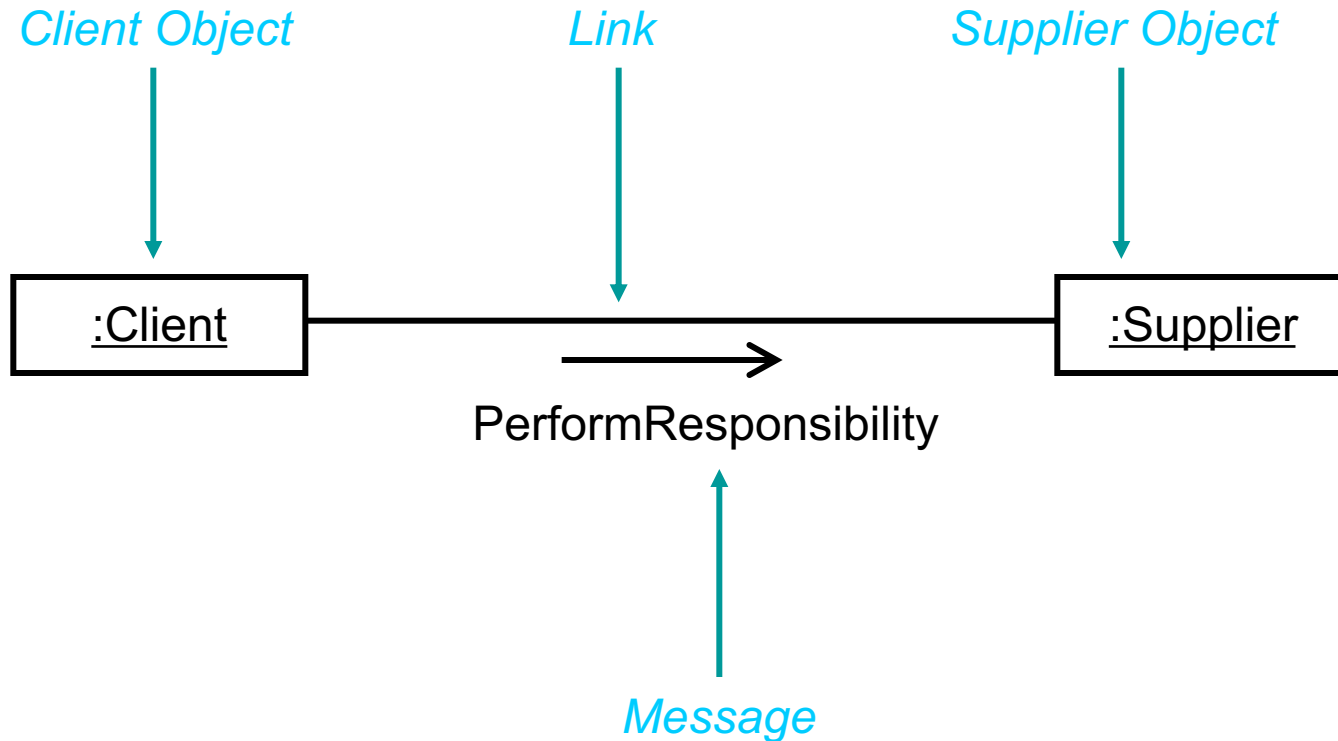 Client Object
Link
Supplier Object
:Client
:Supplier
PerformResponsibility
Message